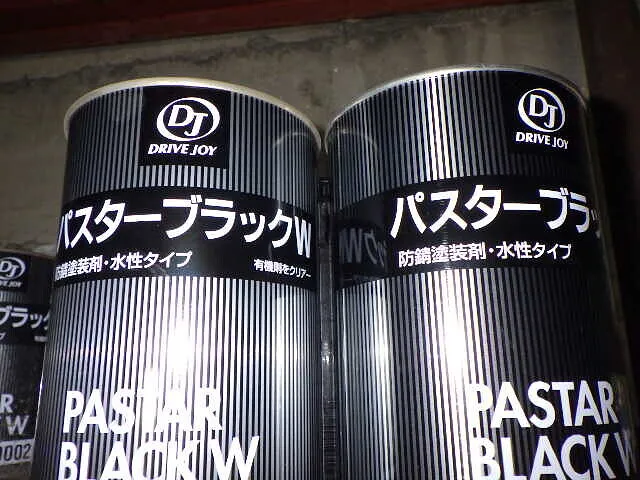 DJ
DRIVE JOY
パスターブラックW
防錆塗装剤・水性タイプ
有機則をクリアー
PASTAR
BLACK W
DJ
DRIVE JOY
パスターブラッ
防錆塗装剤・水性タイプ
PASTAR
BLACK W
DJ
ブラック
プ
R
W
0002